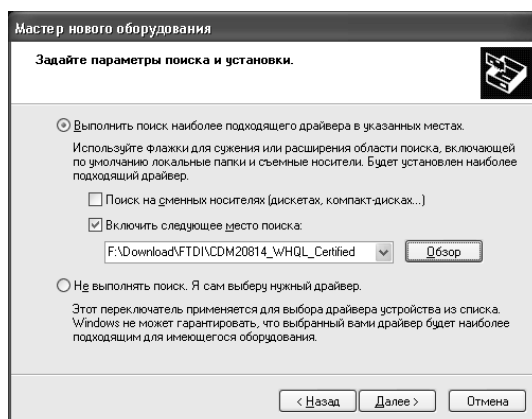 Мастер нового оборудования
Задайте параметры поиска и установки.
Выполнить поиск наиболее подходящего драйвера в указанных местах.
Используйте флажки для сужения или расширения области поиска, включающей
по умолчанию локальные папки и съемные носители. Будет установлен наиболее
подходящий драйвер.
Поиск на сменных носителях (дискетах, компакт-дисках...)
Включить следующее место поиска:
F:\Download\FTDI\CDM20814_WHQL_Certified
Обзор
Не выполнять поиск. Я сам выберу нужный драйвер.
Этот переключатель применяется для выбора драйвера устройства из списка.
Windows не может гарантировать, что выбранный вами драйвер будет наиболее
подходящим для имеющегося оборудования.
< Назад Далее > Отмена